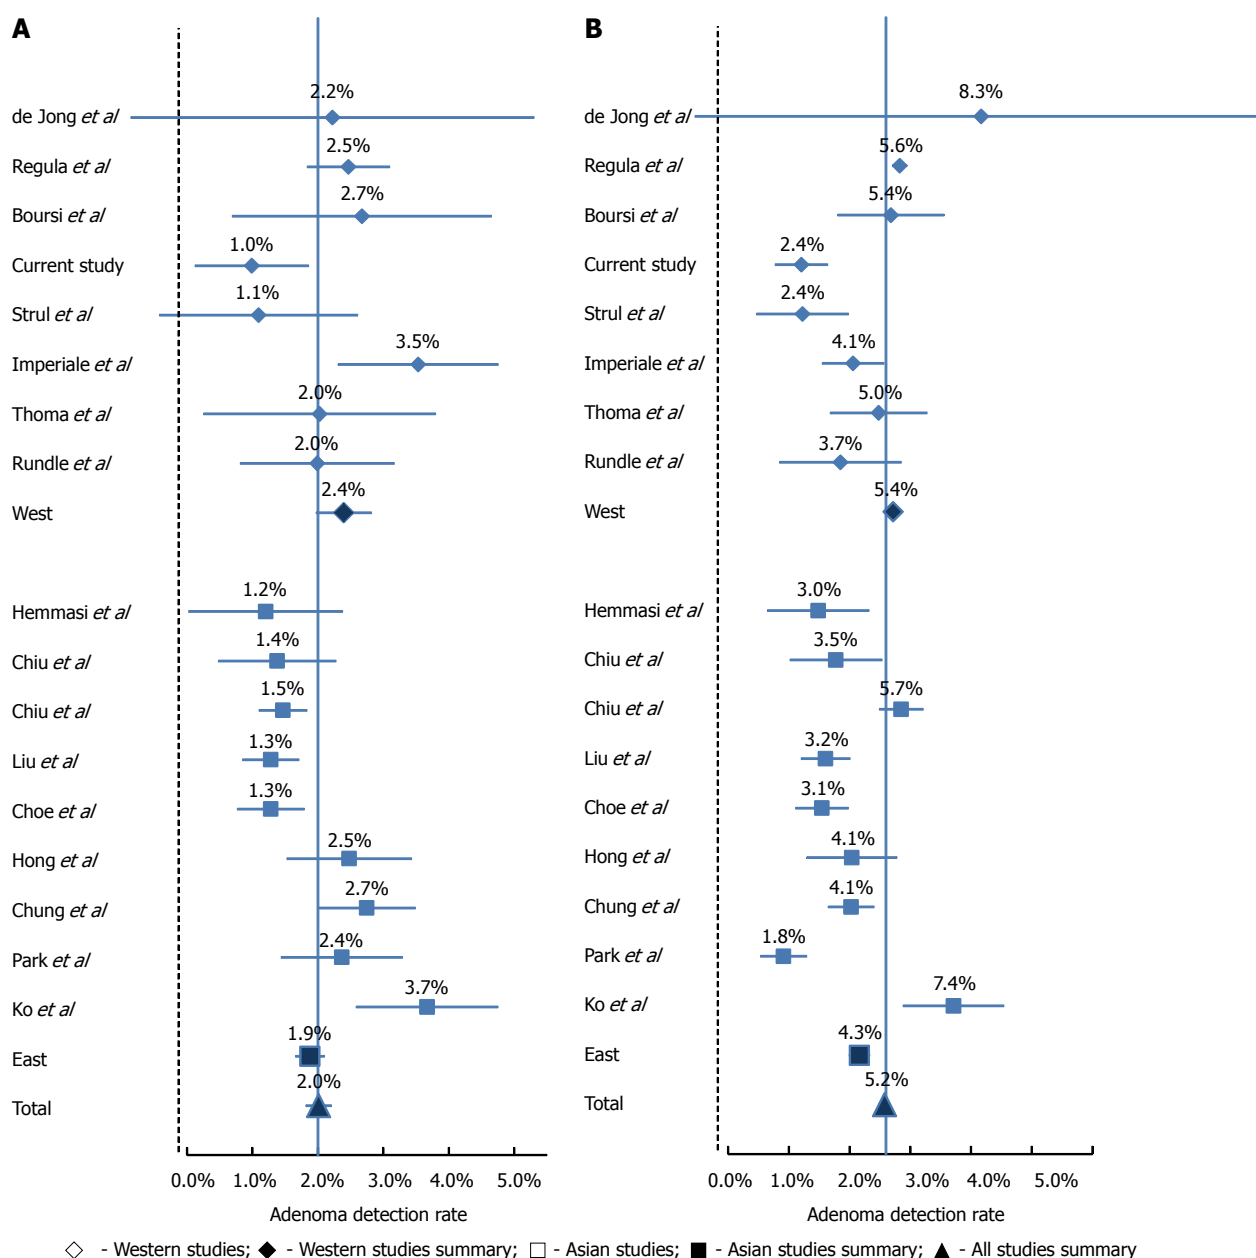 A
2.2%
de Jong et al
2.5%
Regula et al
2.7%
Boursi et al
1.0%
Current study
1.1%
Strul et al
3.5%
Imperiale et al
2.0%
Thoma et al
2.0%
Rundle et al
2.4%
West
1.2%
Hemmasi et al
1.4%
Chiu et al
1.5%
Chiu et al
1.3%
Liu et al
1.3%
Choe et al
2.5%
Hong et al
2.7%
Chung et al
2.4%
Park et al
3.7%
Ko et al
1.9%
East
2.0%
Total
0.0% 1.0% 2.0% 3.0% 4.0% 5.0%
Adenoma detection rate
B
8.3%
de Jong et al
5.6%
Regula et al
5.4%
Boursi et al
2.4%
Current study
2.4%
Strul et al
4.1%
Imperiale et al
5.0%
Thoma et al
3.7%
Rundle et al
5.4%
West
3.0%
Hemmasi et al
3.5%
Chiu et al
5.7%
Chiu et al
3.2%
Liu et al
3.1%
Choe et al
4.1%
Hong et al
4.1%
Chung et al
1.8%
Park et al
7.4%
Ko et al
4.3%
East
5.2%
Total
0.0% 1.0% 2.0% 3.0% 4.0% 5.0%
Adenoma detection rate
- Western studies; - Western studies summary; - Asian studies; - Asian studies summary; - All studies summary